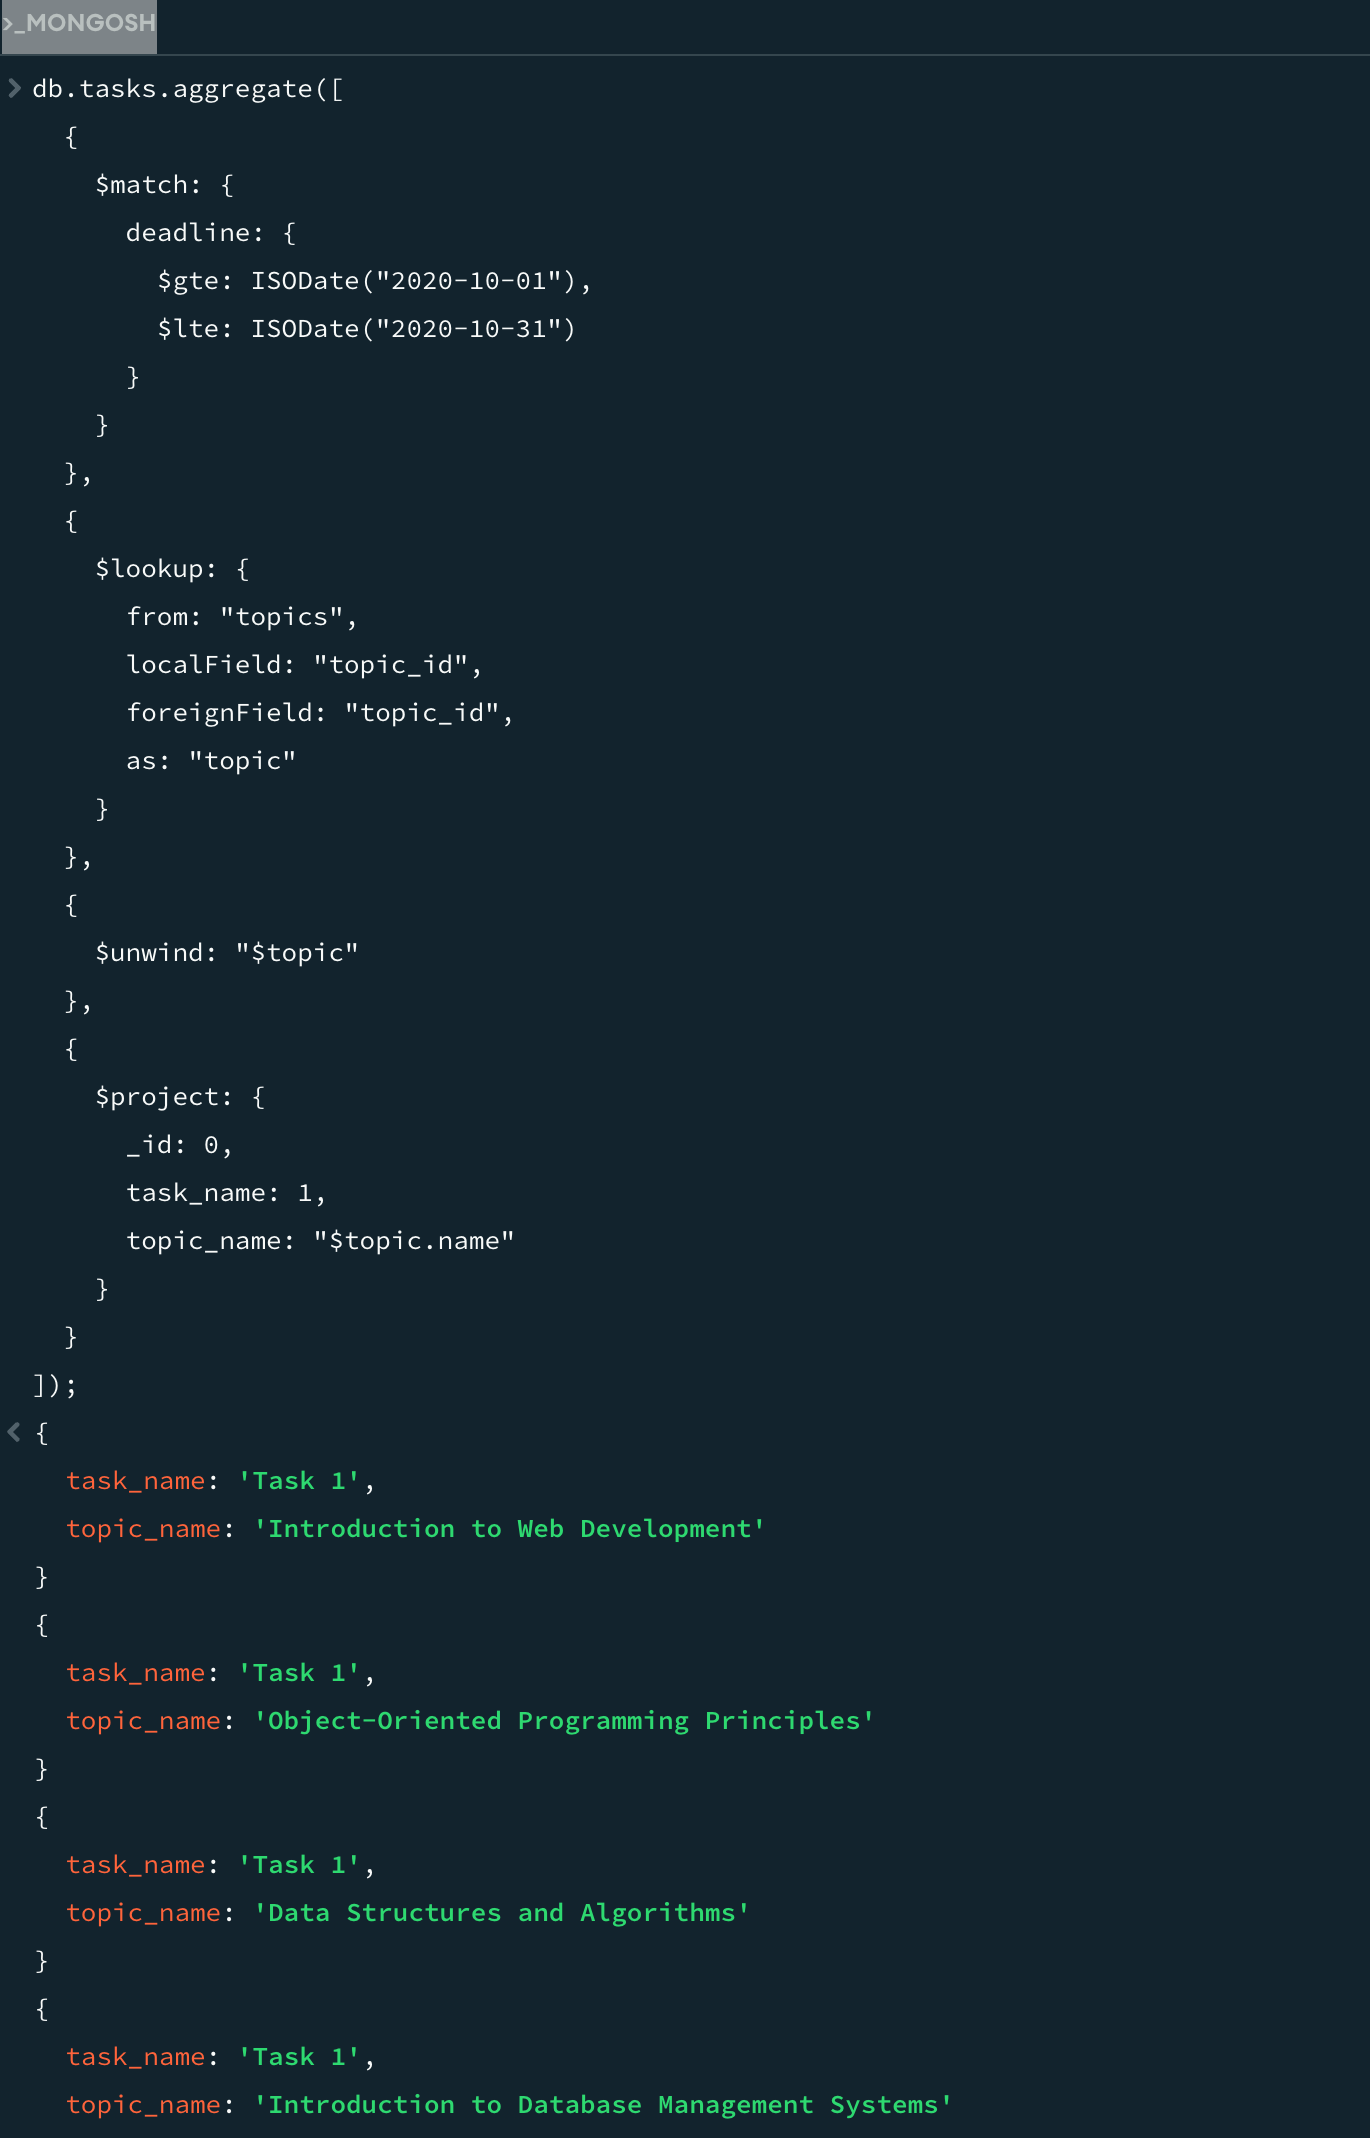 >_MONGOSH
> db.tasks.aggregate([
{
$match: {
deadline: {
$gte: ISODate("2020-10-01"),
$lte: ISODate("2020-10-31")
}
}
},
{
$lookup: {
from: "topics",
localField: "topic_id",
foreignField: "topic_id",
as: "topic"
}
},
{
$unwind: "$topic"
},
{
$project: {
_id: 0,
task_name: 1,
topic_name: "$topic.name"
}
}
]);
< {
task_name: 'Task 1',
topic_name: 'Introduction to Web Development'
}
{
task_name: 'Task 1',
topic_name: 'Object-Oriented Programming Principles'
}
{
task_name: 'Task 1',
topic_name: 'Data Structures and Algorithms'
}
{
task_name: 'Task 1',
topic_name: 'Introduction to Database Management Systems'